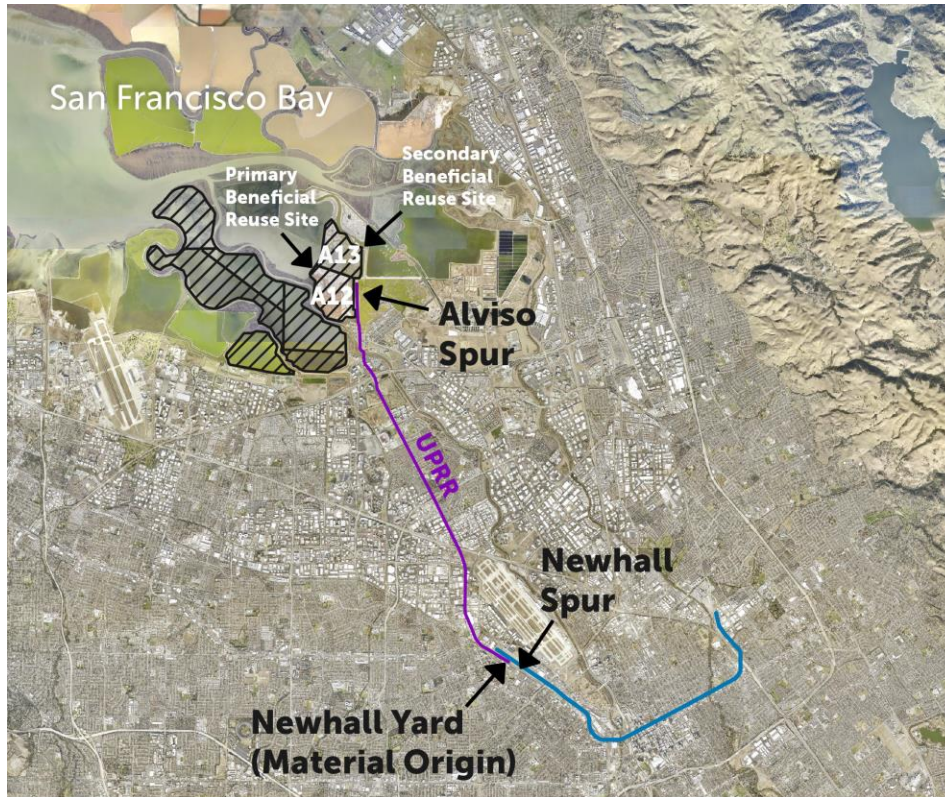 San Francisco Bay
Secondary
Beneficial
Reuse Site
Primary
Beneficial
Reuse Site
A13
A12
Alviso
Spur
UPRR
Newhall
Spur
Newhall Yard
(Material Origin)